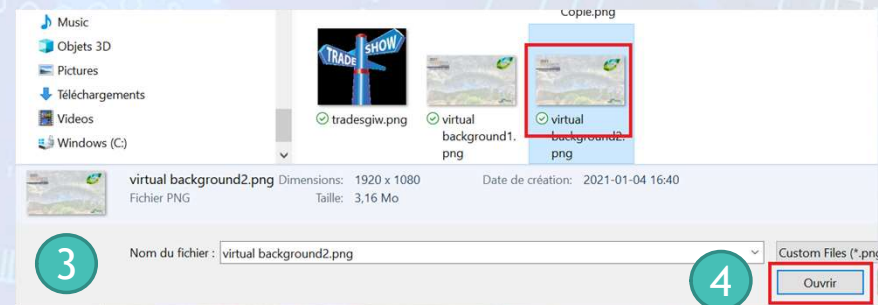 Copie.png
Music
Objets 3D
Pictures
Téléchargements
Videos
Windows (C:)
TRADE SHOW
tradesgiw.png
virtual
background1.
png
virtual
background2.
png
virtual background2.png Dimensions: 1920 x 1080 Date de création: 2021-01-04 16:40
Fichier PNG Taille: 3,16 Mo
3
Nom du fichier : virtual background2.png
Custom Files (*.png
4
Ouvrir